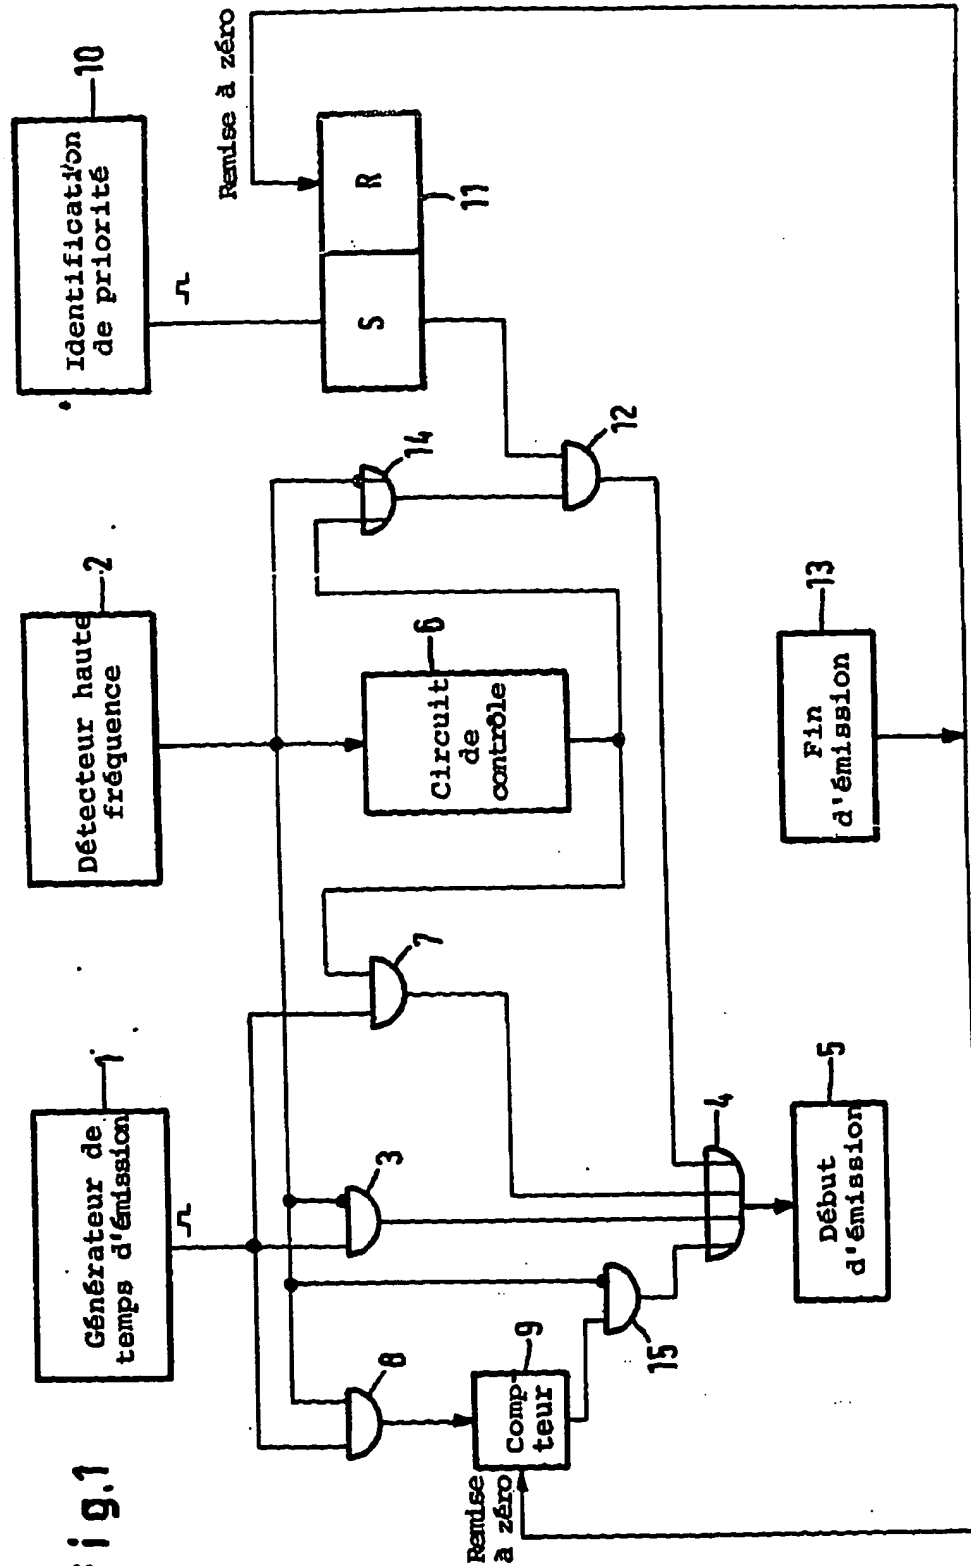 Fig.1
Générateur de
temps d'émission
1
Détecteur haute
fréquence
2
Identification
de priorité
10
Remise à zéro
S
R
11
8
3
7
Circuit
de
contrôle
6
14
12
Remise
à zéro
Comp-
teur
9
15
4
Début
d'émission
5
Fin
d'émission
13